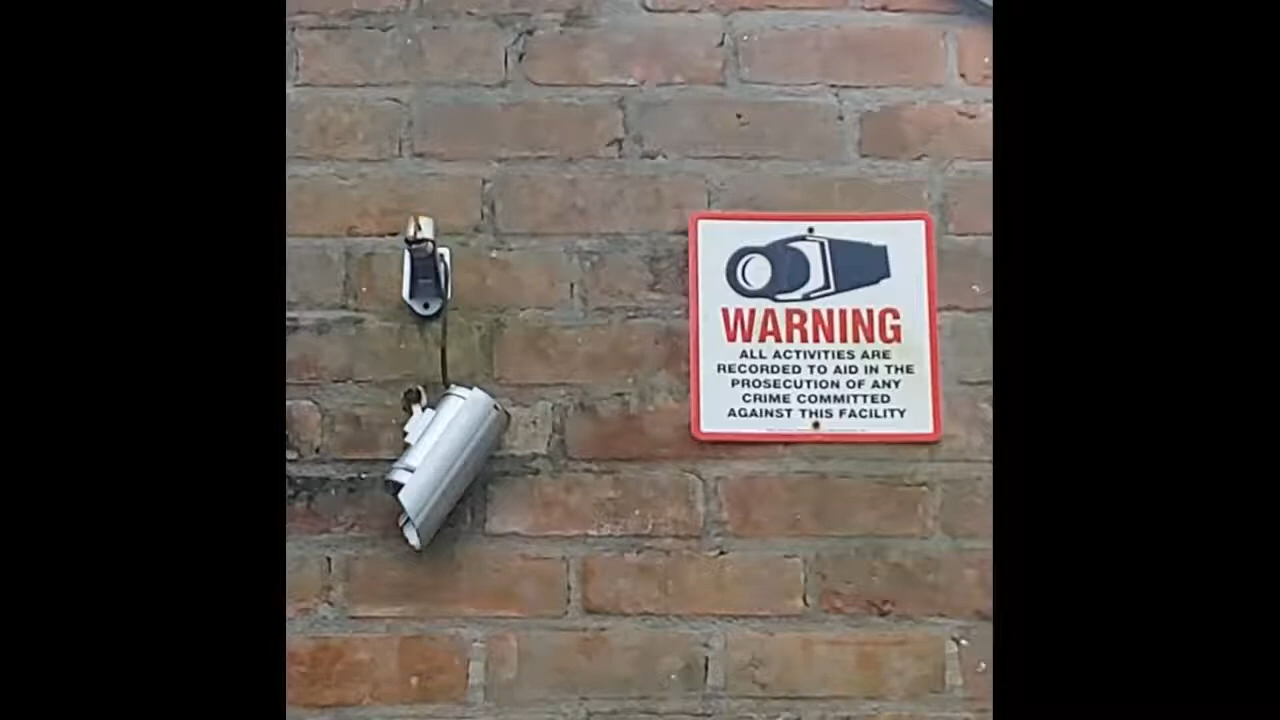 WARNING
ALL ACTIVITIES ARE
RECORDED TO AID IN THE
PROSECUTION OF ANY
CRIME COMMITTED
AGAINST THIS FACILITY